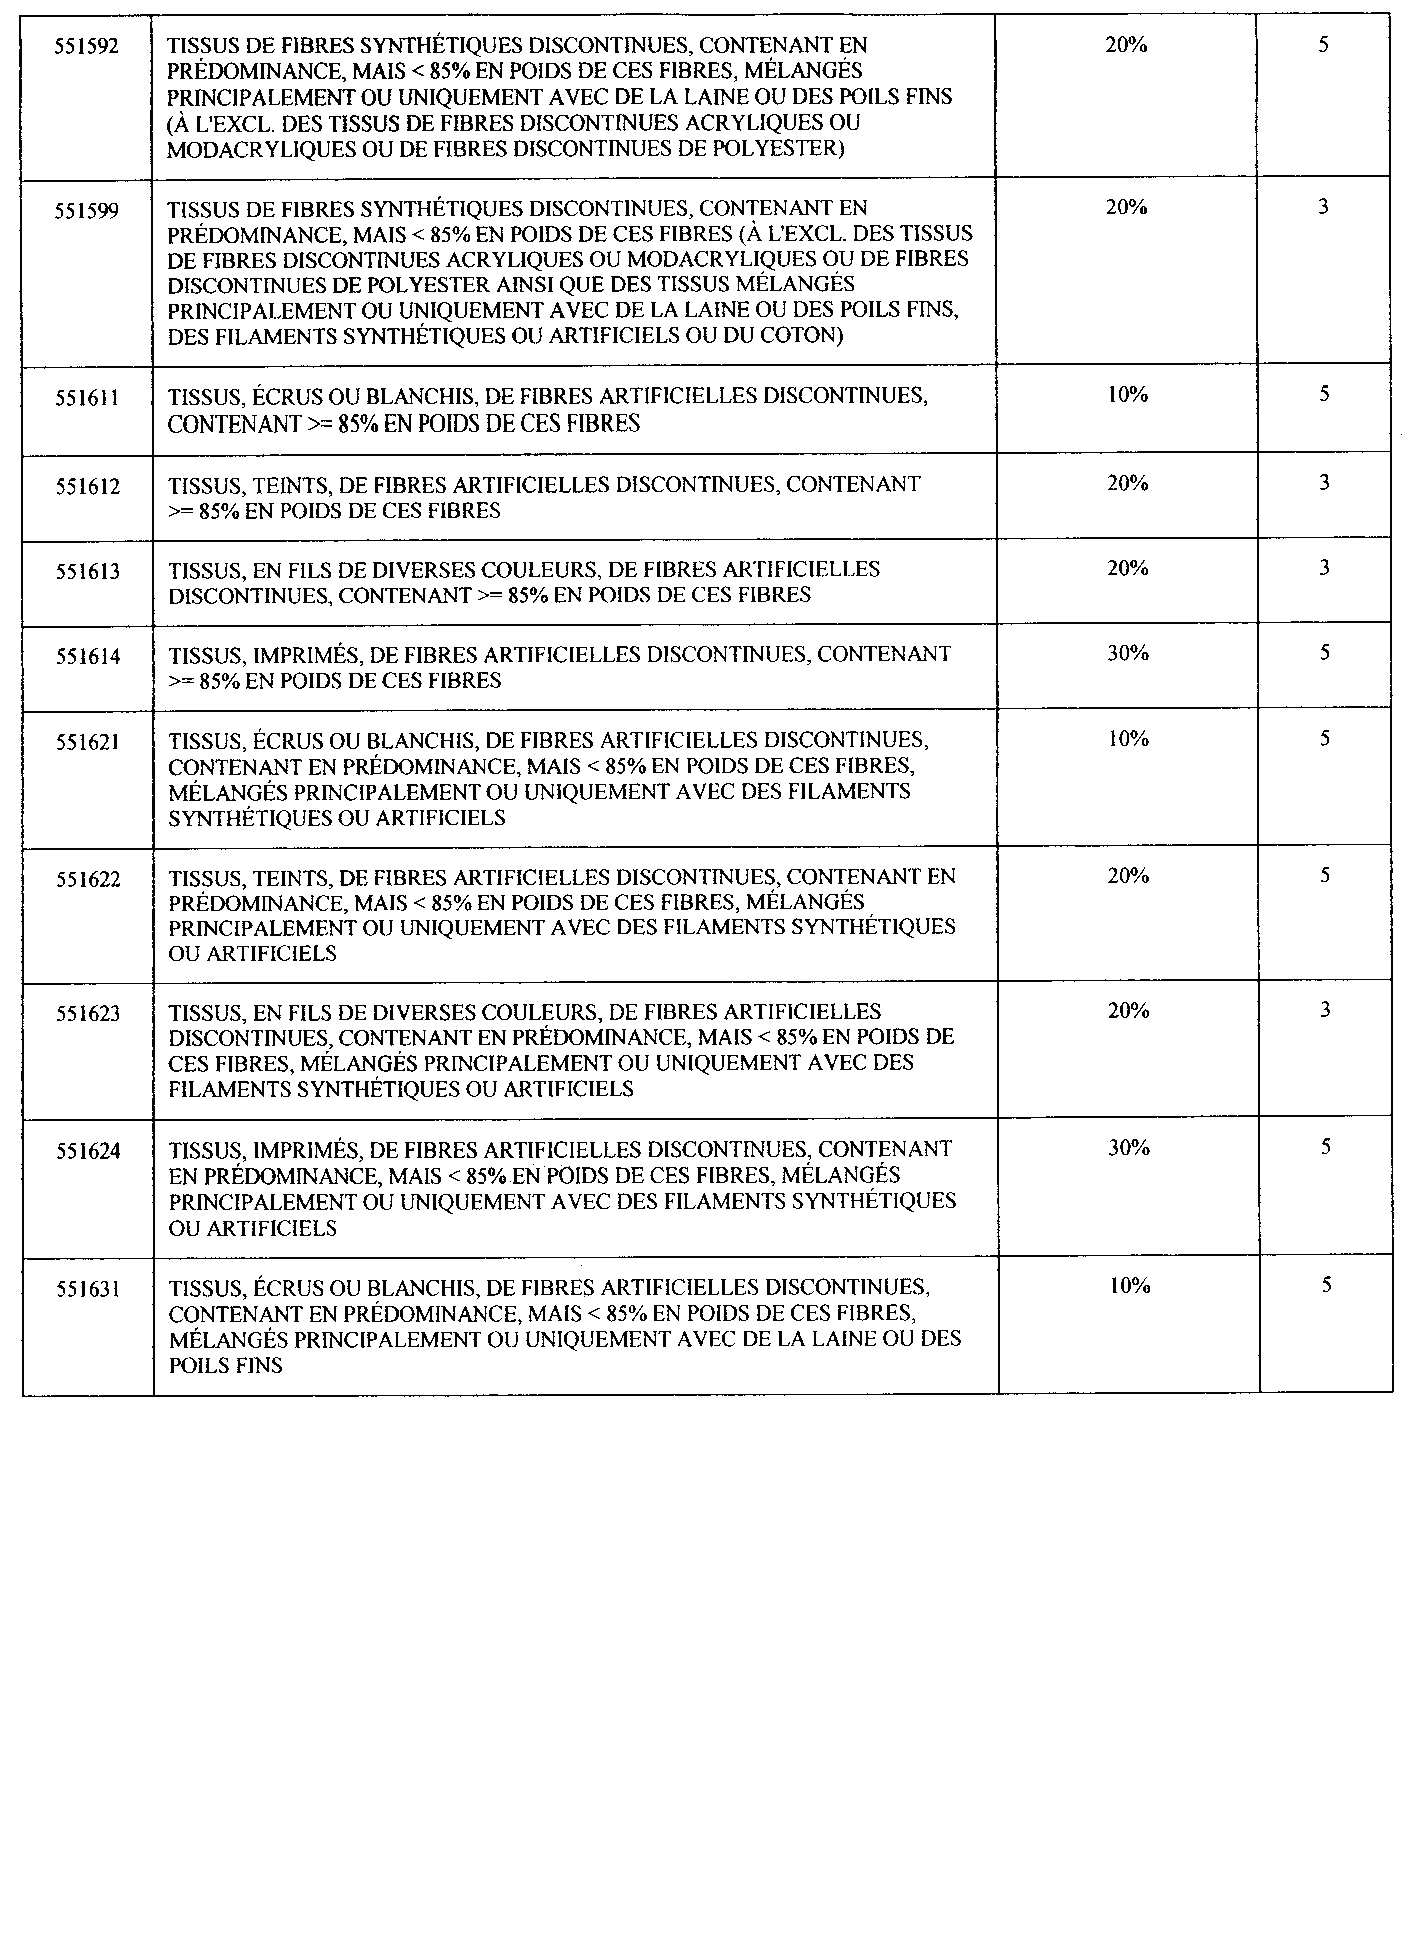 551592 TISSUS DE FIBRES SYNTHÉTIQUES DISCONTINUES, CONTENANT EN 20% 5
PRÉDOMINANCE, MAIS < 85% EN POIDS DE CES FIBRES, MÉLANGÉS
PRINCIPALEMENT OU UNIQUEMENT AVEC DE LA LAINE OU DES POILS FINS
(À L'EXCL. DES TISSUS DE FIBRES DISCONTINUES ACRYLIQUES OU
MODACRYLIQUES OU DE FIBRES DISCONTINUES DE POLYESTER)
551599 TISSUS DE FIBRES SYNTHÉTIQUES DISCONTINUES, CONTENANT EN 20% 3
PRÉDOMINANCE, MAIS < 85% EN POIDS DE CES FIBRES (À L'EXCL. DES TISSUS
DE FIBRES DISCONTINUES ACRYLIQUES OU MODACRYLIQUES OU DE FIBRES
DISCONTINUES DE POLYESTER AINSI QUE DES TISSUS MÉLANGÉS
PRINCIPALEMENT OU UNIQUEMENT AVEC DE LA LAINE OU DES POILS FINS,
DES FILAMENTS SYNTHÉTIQUES OU ARTIFICIELS OU DU COTON)
551611 TISSUS, ÉCRUS OU BLANCHIS, DE FIBRES ARTIFICIELLES DISCONTINUES, 10% 5
CONTENANT >= 85% EN POIDS DE CES FIBRES
551612 TISSUS, TEINTS, DE FIBRES ARTIFICIELLES DISCONTINUES, CONTENANT 20% 3
>= 85% EN POIDS DE CES FIBRES
551613 TISSUS, EN FILS DE DIVERSES COULEURS, DE FIBRES ARTIFICIELLES 20% 3
DISCONTINUES, CONTENANT >= 85% EN POIDS DE CES FIBRES
551614 TISSUS, IMPRIMÉS, DE FIBRES ARTIFICIELLES DISCONTINUES, CONTENANT 30% 5
>= 85% EN POIDS DE CES FIBRES
551621 TISSUS, ÉCRUS OU BLANCHIS, DE FIBRES ARTIFICIELLES DISCONTINUES, 10% 5
CONTENANT EN PRÉDOMINANCE, MAIS < 85% EN POIDS DE CES FIBRES,
MÉLANGÉS PRINCIPALEMENT OU UNIQUEMENT AVEC DES FILAMENTS
SYNTHÉTIQUES OU ARTIFICIELS
551622 TISSUS, TEINTS, DE FIBRES ARTIFICIELLES DISCONTINUES, CONTENANT EN 20% 5
PRÉDOMINANCE, MAIS < 85% EN POIDS DE CES FIBRES, MÉLANGÉS
PRINCIPALEMENT OU UNIQUEMENT AVEC DES FILAMENTS SYNTHÉTIQUES
OU ARTIFICIELS
551623 TISSUS, EN FILS DE DIVERSES COULEURS, DE FIBRES ARTIFICIELLES 20% 3
DISCONTINUES, CONTENANT EN PRÉDOMINANCE, MAIS < 85% EN POIDS DE
CES FIBRES, MÉLANGÉS PRINCIPALEMENT OU UNIQUEMENT AVEC DES
FILAMENTS SYNTHÉTIQUES OU ARTIFICIELS
551624 TISSUS, IMPRIMÉS, DE FIBRES ARTIFICIELLES DISCONTINUES, CONTENANT 30% 5
EN PRÉDOMINANCE, MAIS < 85% EN POIDS DE CES FIBRES, MÉLANGÉS
PRINCIPALEMENT OU UNIQUEMENT AVEC DES FILAMENTS SYNTHÉTIQUES
OU ARTIFICIELS
551631 TISSUS, ÉCRUS OU BLANCHIS, DE FIBRES ARTIFICIELLES DISCONTINUES, 10% 5
CONTENANT EN PRÉDOMINANCE, MAIS < 85% EN POIDS DE CES FIBRES,
MÉLANGÉS PRINCIPALEMENT OU UNIQUEMENT AVEC DE LA LAINE OU DES
POILS FINS